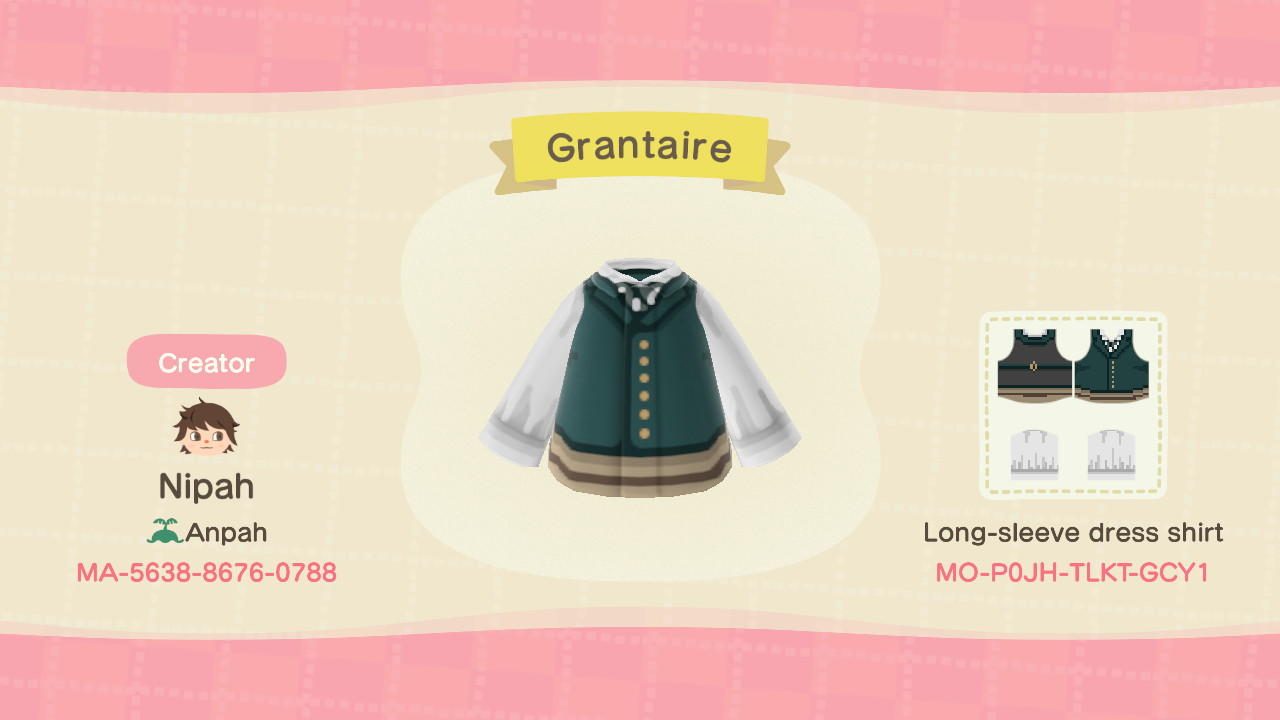 Grantaire
Creator
Nipah
Anpah
MA-5638-8676-0788
Long-sleeve dress shirt
MO-P0JH-TLKT-GCY1